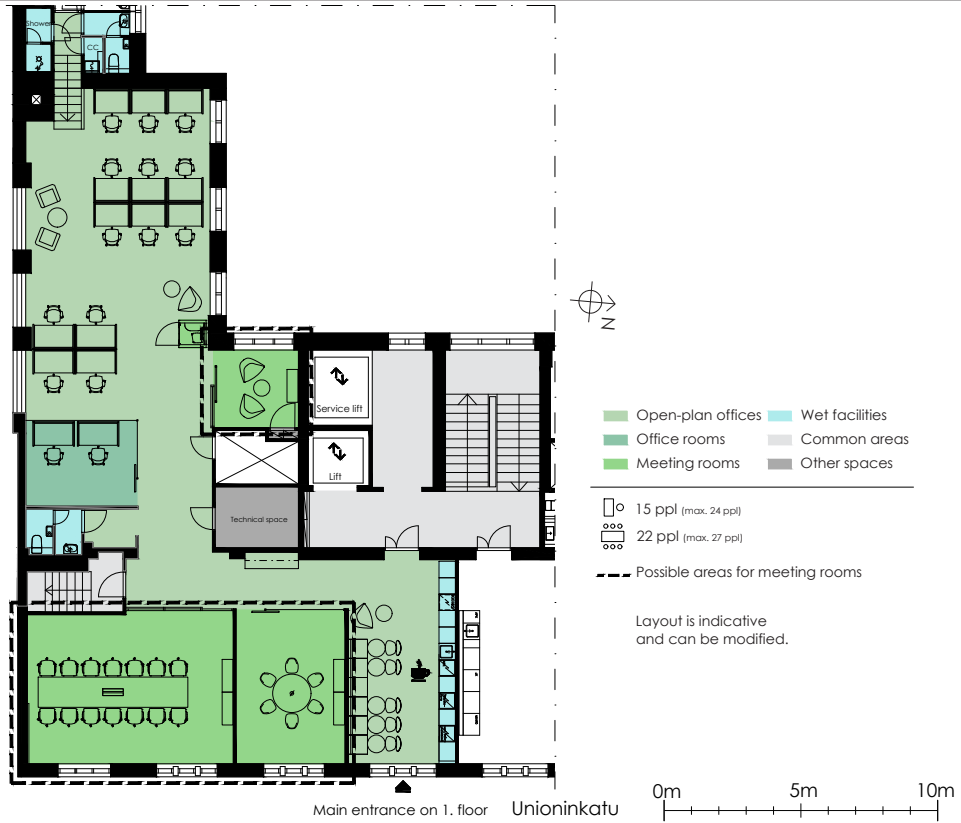 Shower
CC
N
Service lift
Lift
Technical space
Open-plan offices
Wet facilities
Office rooms
Common areas
Meeting rooms
Other spaces
15 ppl (max. 24 ppl)
22 ppl (max. 27 ppl)
Possible areas for meeting rooms
Layout is indicative
and can be modified.
Main entrance on 1. floor
Unioninkatu
0m 5m 10m